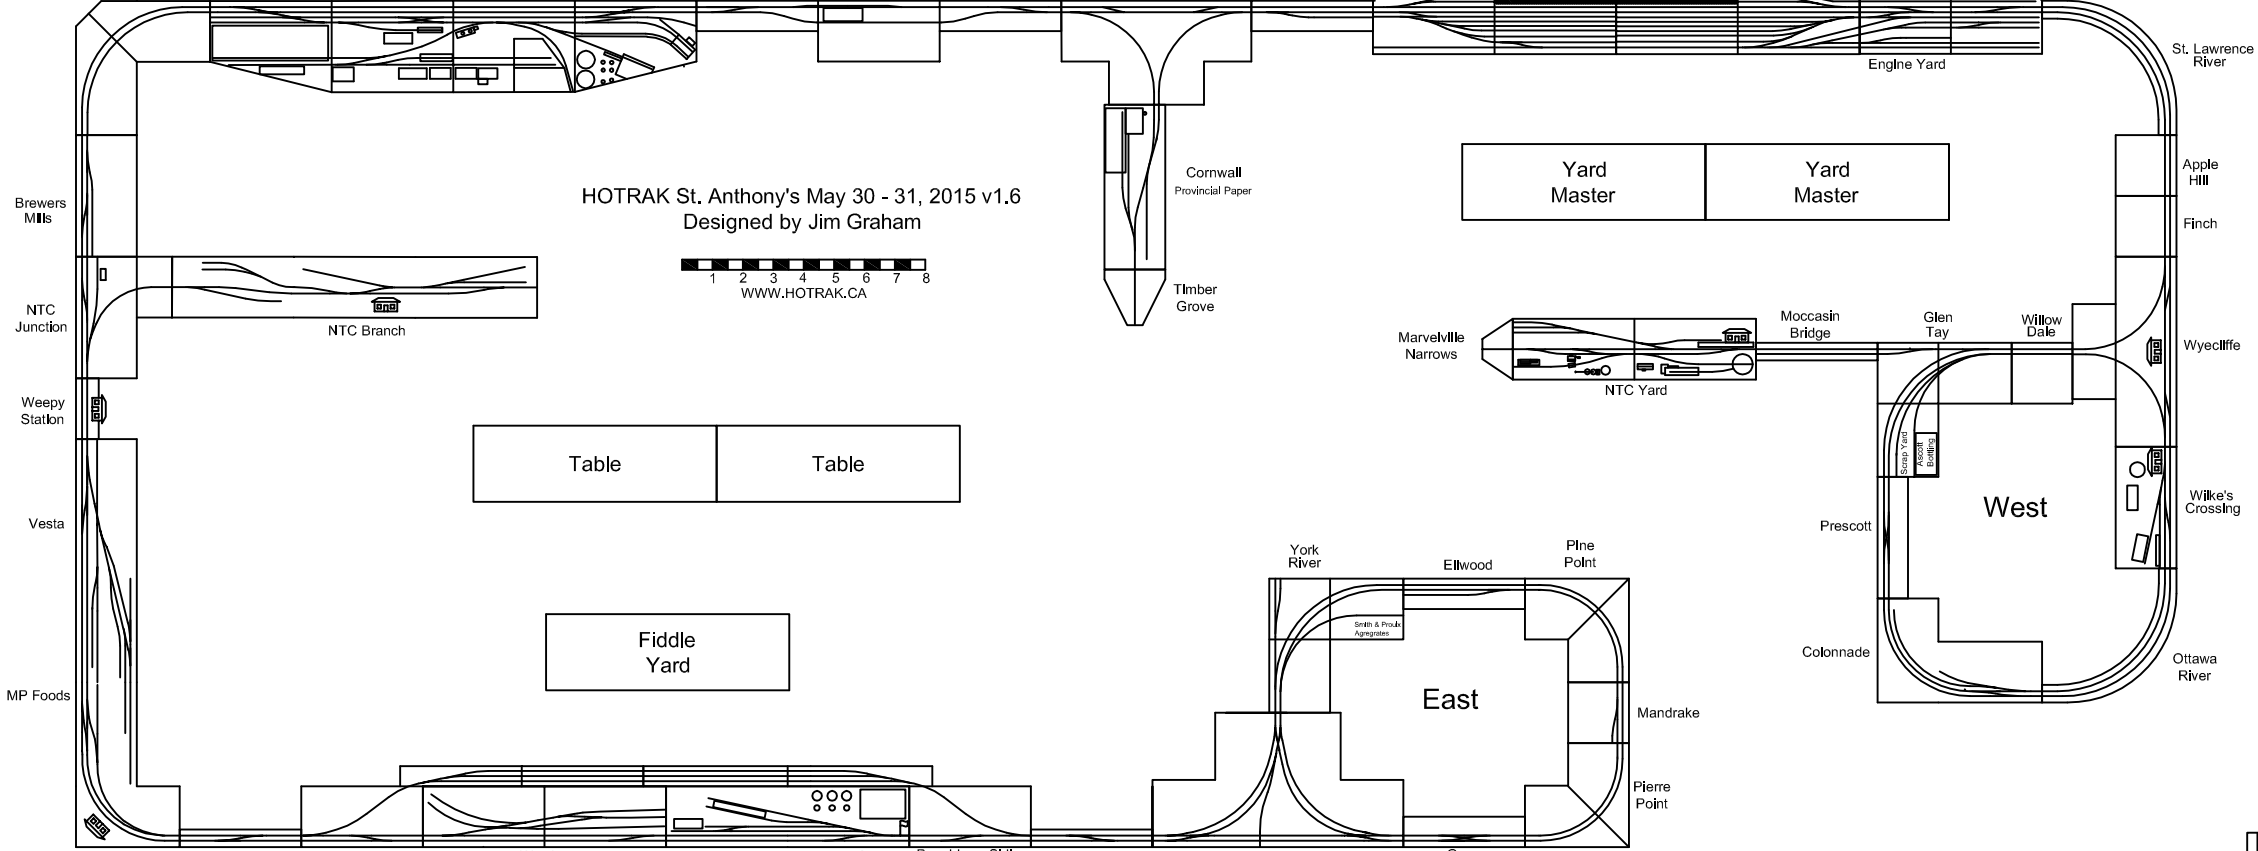 St. Lawrence
River
Engine Yard
Yard
Master
Yard
Master
Apple
Hill
Cornwall
Provincial Paper
Brewers
Mills
HOTRAK St. Anthony's May 30 - 31, 2015 v1.6
Designed by Jim Graham
Finch
1 2 3 4 5 6 7 8
WWW.HOTRAK.CA
Timber
Grove
NTC
Junction
NTC Branch
Moccasin
Bridge
Glen
Tay
Willow
Dale
Marvelville
Narrows
Wyecliffe
NTC Yard
Weepy
Station
Scrap Yard
Ascott
Bottling
Table
Table
Wilke's
Crossing
West
Vesta
Prescott
York
River
Ellwood
Pine
Point
Fiddle
Yard
Smith & Proulx
Agregrates
Colonnade
Ottawa
River
MP Foods
East
Mandrake
Pierre
Point